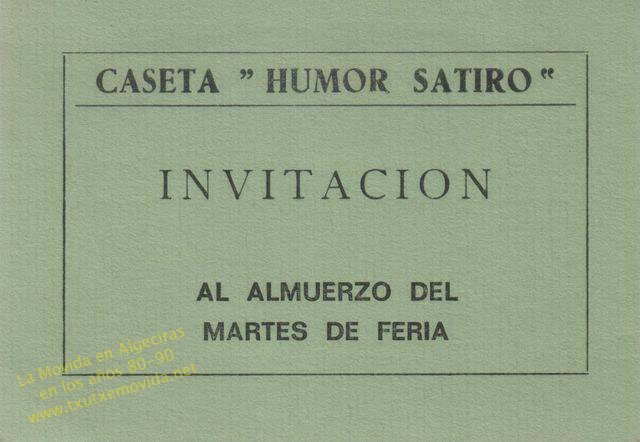 CASETA " HUMOR SATIRO "
INVITACION
AL ALMUERZO DEL
MARTES DE FERIA
La Movida en Algeciras
en los años 80-90
www.txutxemovida.net